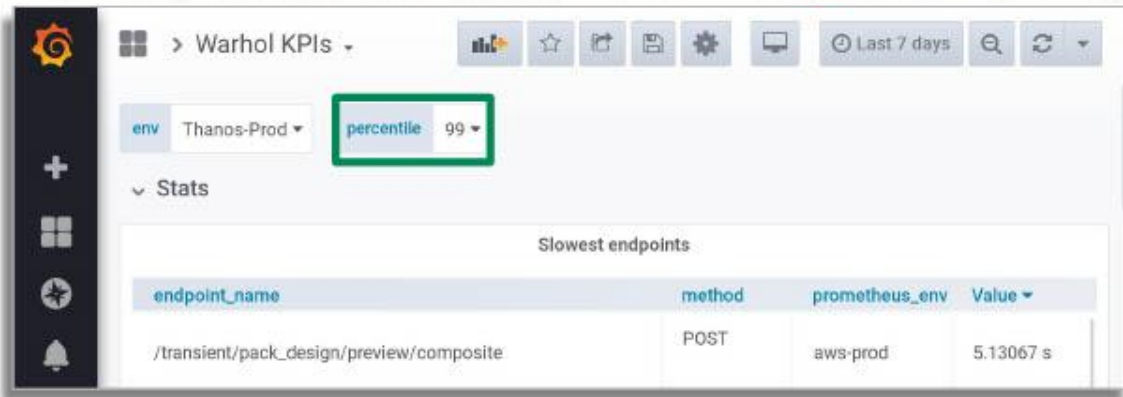 Warhol KPIs
Last 7 days
env Thanos-Prod percentile 99
Stats
Slowest endpoints
endpoint_name method prometheus_env Value
/transient/pack_design/preview/composite POST aws-prod 5.13067 s